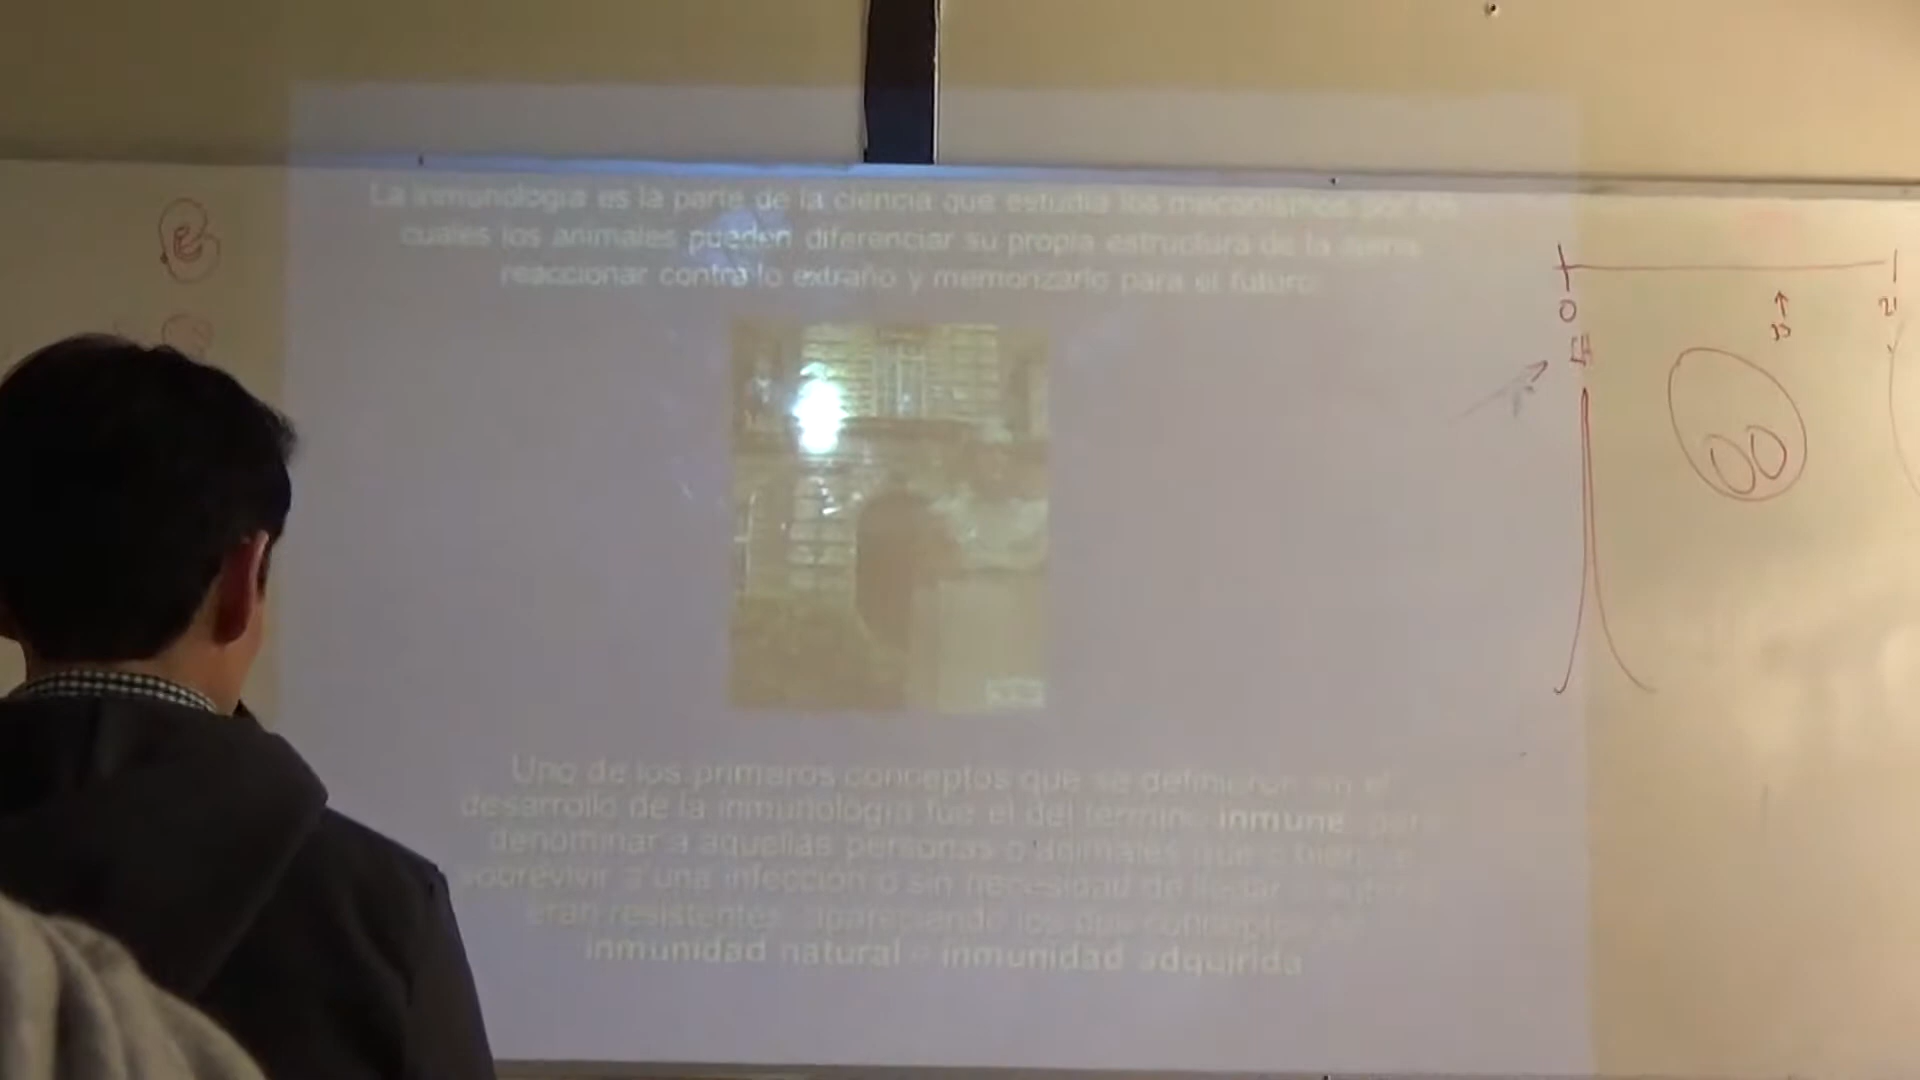 La inmunología es la parte de la ciencia que estudia los mecanismos por los
cuales los animales pueden diferenciar su propia estructura de la ajena,
reaccionar contra lo extraño y memorizarlo para el futuro
Uno de los primeros conceptos que se definieron en el
desarrollo de la inmunología fue el del término inmune, para
denominar a aquellas personas o animales que o bien
sobrevivir a una infección o sin necesidad de
eran resistentes, apareciendo los dos conceptos de
inmunidad natural e inmunidad adquirida
e
0
21
LH